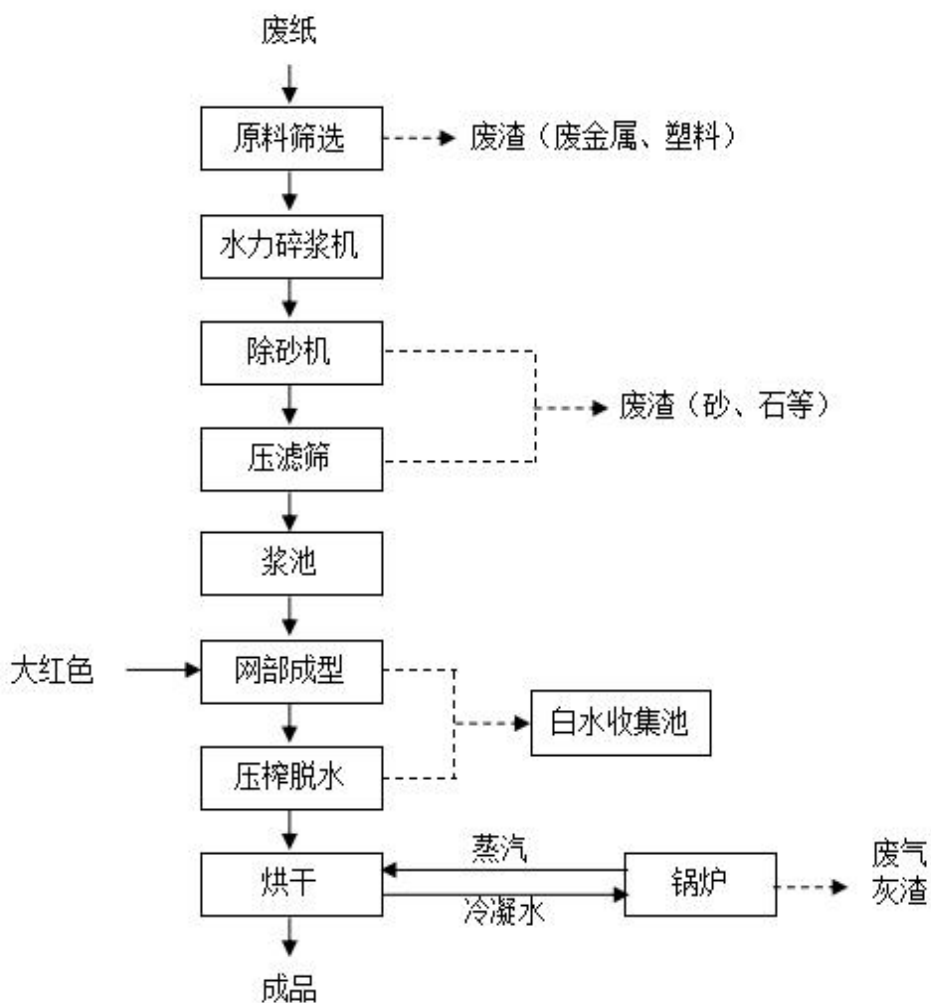 废纸
原料筛选
废渣（废金属、塑料）
水力碎浆机
除砂机
废渣（砂、石等）
压滤筛
浆池
大红色
网部成型
白水收集池
压榨脱水
烘干
蒸汽
冷凝水
锅炉
废气
灰渣
成品